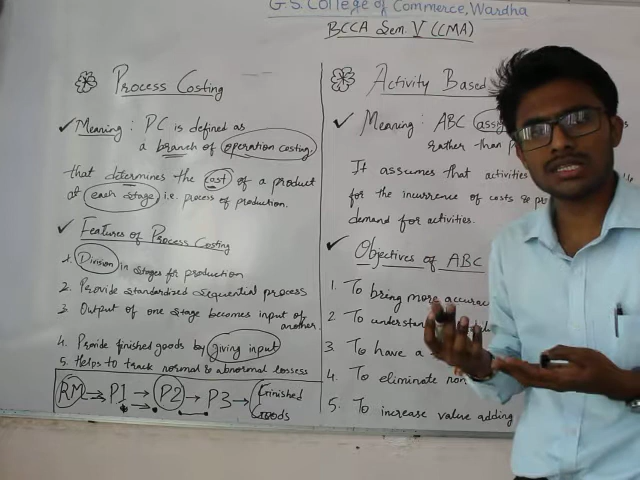 G.S. College of Commerce, Wardha
BCCA Sem V (CMA)
Process Costing
Meaning : PC is defined as
a branch of operation costing.
that determines the cost of a product
at each stage, i.e. process of production.
Features of Process Costing
1. Division in stages for production
2. Provide standardized sequential process
3. Output of one stage becomes input of
another.
4. Provide finished goods by giving input
5. Helps to track normal & abnormal lossess
RM → P1 → P2 → P3 → Finished
Goods
Activity Based
Meaning : ABC
rather than
It assumes that activities
for the incurrence of costs &
demand for activities.
Objectives of ABC
1. To bring more
2. To
3. To have a
4. To eliminate
5. To increase value adding